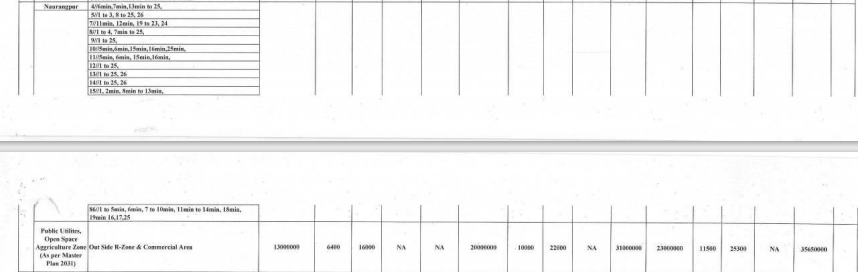 Naurangpur 4//6min,7min,13min to 25,
5//1 to 3, 8 to 25, 26
7//11min, 12min, 19 to 23, 24
8//1 to 4, 7min to 25,
9//1 to 25,
10//5min,6min,15min,16min,25min,
11//5min, 6min, 15min,16min,
12//1 to 25,
13//1 to 25, 26
14//1 to 25, 26
15//1, 2min, 8min to 13min,
86//1 to 5min, 6min, 7 to 10min, 11min to 14min, 18min,
19min 16,17,25
Public Utilites,
Open Space
Aggriculture Zone
(As per Master
Plan 2031)
Out Side R-Zone & Commercial Area 13000000 6400 16000 NA NA 20000000 10000 22000 NA 31000000 23000000 11500 25300 NA 35650000